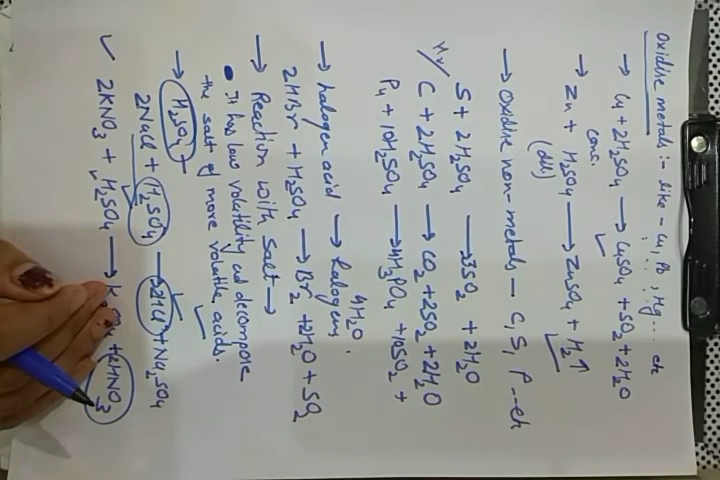 Oxidise metals :- like - Cu, Pb, Hg... etc
→ Cu + 2H₂SO₄ → CuSO₄ + SO₂ + 2H₂O
conc.
→ Zn + H₂SO₄ → ZnSO₄ + H₂↑
(dil)
→ Oxidise non-metals - C, S, P --etc
S + 2H₂SO₄ → 3SO₂ + 2H₂O
C + 2H₂SO₄ → CO₂ + 2SO₂ + 2H₂O
P₄ + 10H₂SO₄ → 4H₃PO₄ + 10SO₂ +
4H₂O.
→ halogen acid → halogens
2HBr + H₂SO₄ → Br₂ + 2H₂O + SO₂
→ Reaction with salt →
• It has low volatility and decompose
the salt of more volatile acids.
→ H₂SO₄ -
2NaCl + H₂SO₄ → 2HCl + Na₂SO₄
✓ 2KNO₃ + H₂SO₄ → HNO₃